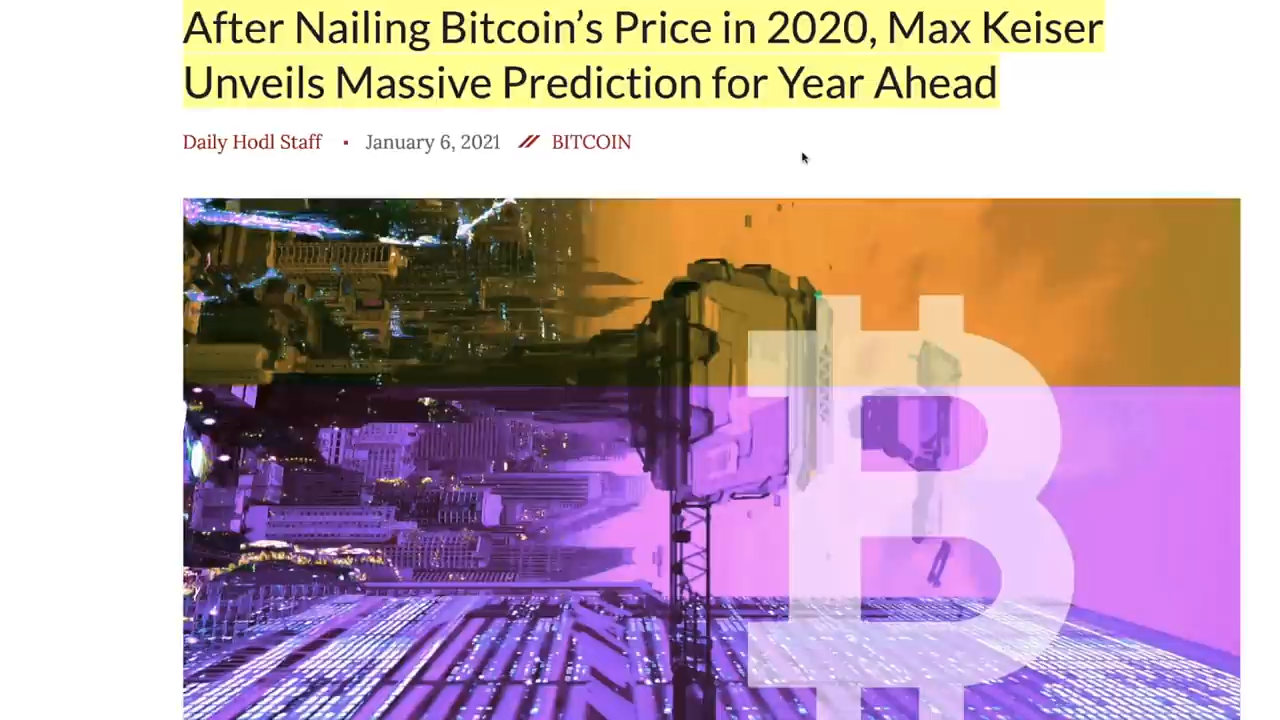 After Nailing Bitcoin’s Price in 2020, Max Keiser
Unveils Massive Prediction for Year Ahead
Daily Hodl Staff · January 6, 2021 // BITCOIN